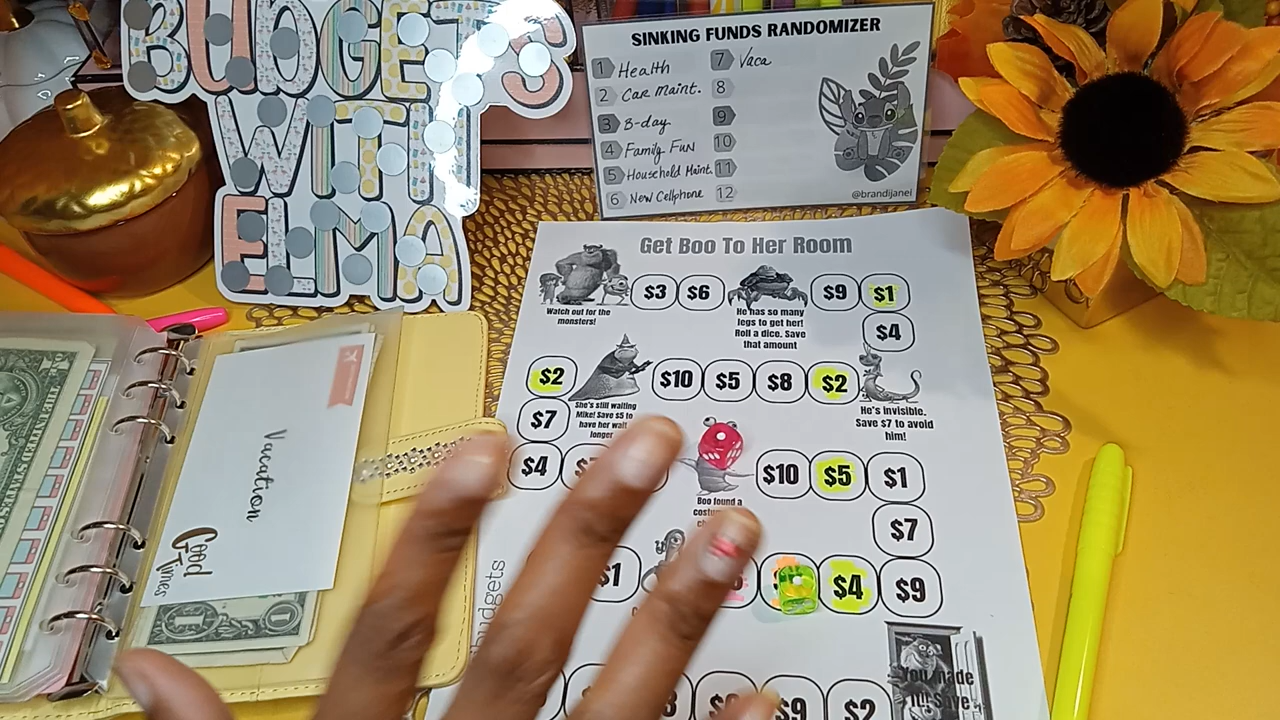 BUDGETS
WITH
ELMA
SINKING FUNDS RANDOMIZER
1 Health
2 Car Maint.
3 B-day
4 Family Fun
5 Household Maint.
6 New Cellphone
7 Vaca
8
9
10
11
12
@brandijanel
Get Boo To Her Room
Watch out for the
monsters!
$3 $6
He has so many
legs to get her!
Roll a dice. Save
that amount
$9 $1
$4
$2
She's still waiting
Mike! Save $5 to
have her wait
longer
$10 $5 $8 $2
He's invisible.
Save $7 to avoid
him!
$7
$4
Boo found a
$10 $5 $1
$7
$1
$4 $9
budgets
You made
$9 $2
Vacation
Good
Times